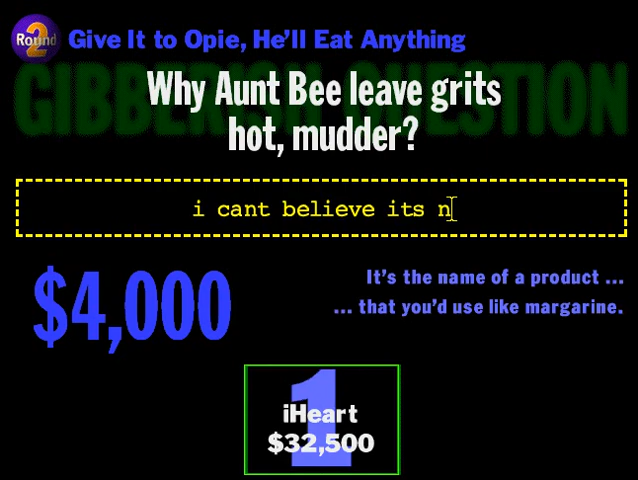 Round 2 Give It to Opie, He'll Eat Anything
GIBBERISH QUESTION
Why Aunt Bee leave grits
hot, mudder?
i cant believe its n
$4,000
It's the name of a product ...
... that you'd use like margarine.
1
iHeart
$32,500